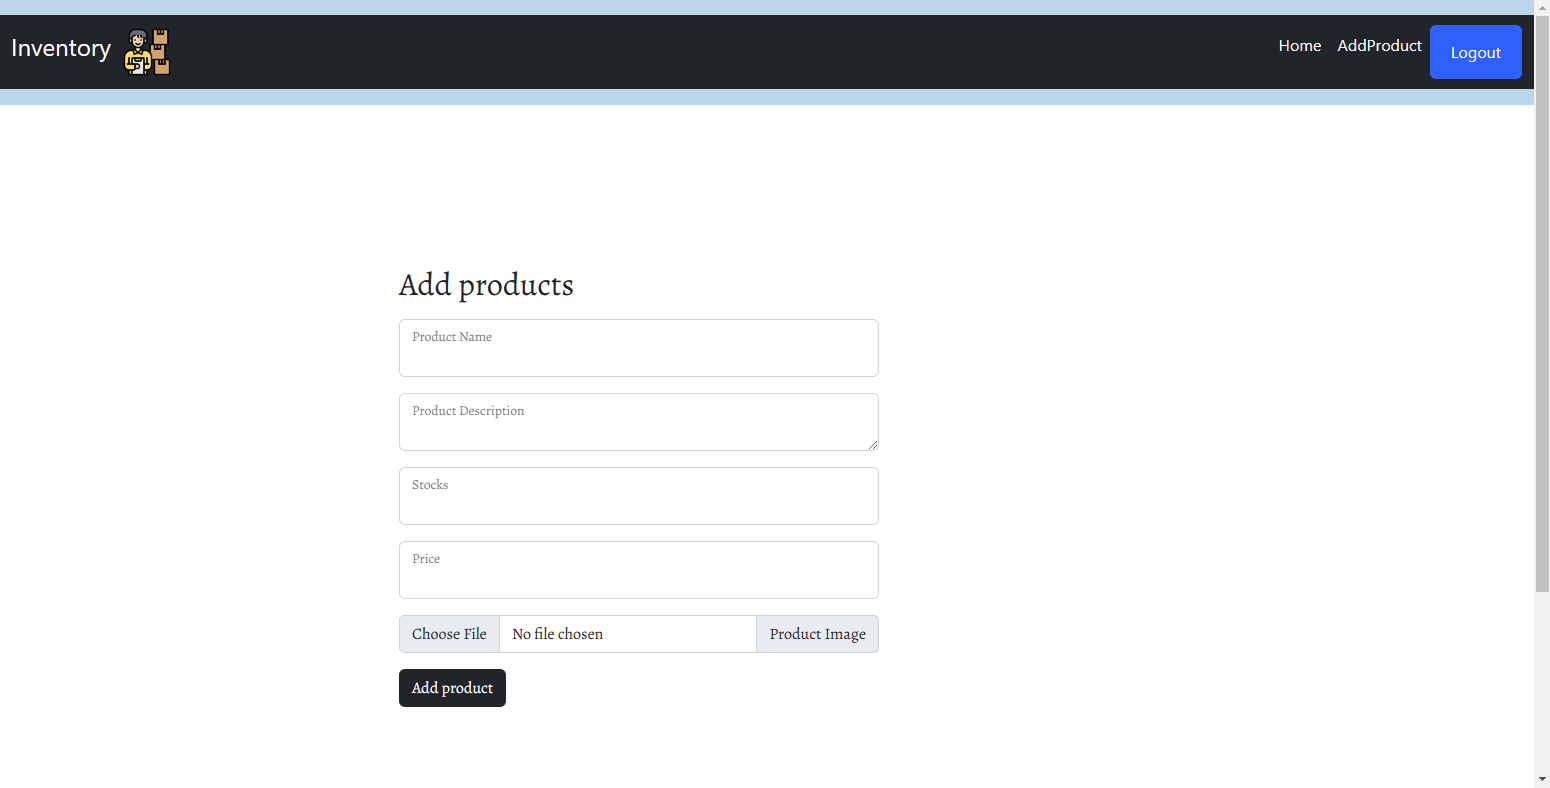 Inventory
Home AddProduct Logout
Add products
Product Name
Product Description
Stocks
Price
Choose File No file chosen Product Image
Add product